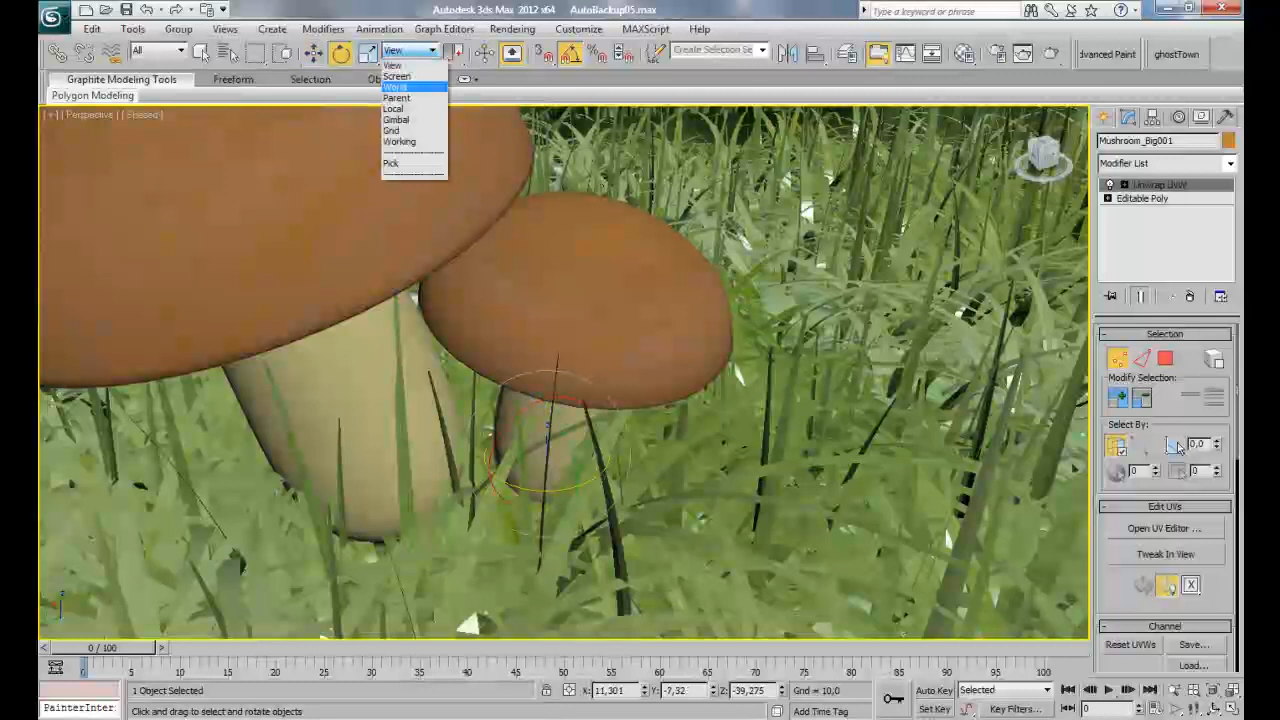 Autodesk 3ds Max 2012 x64 AutoBackup05.max
Type a keyword or phrase
Edit Tools Group Views Create Modifiers Animation Graph Editors Rendering Customize MAXScript Help
All View Create Selection Se dvanced Paint ghostTown
Graphite Modeling Tools Freeform Selection
Polygon Modeling
View
Screen
World
Parent
Local
Gimbal
Grid
Working
Pick
[ + ] [ Perspective ] [ Shaded ]
Mushroom_Big001
Modifier List
Unwrap UVW
Editable Poly
Selection
Modify Selection:
Select By:
0,0
0 0
Edit UVs
Open UV Editor ...
Tweak In View
Channel
Reset UVWs Save...
Load...
0 / 100
0 5 10 15 20 25 30 35 40 45 50 55 60 65 70 75 80 85 90 95 100
1 Object Selected X: 11,301 Y: -7,32 Z: -39,275 Grid = 10,0 Auto Key Selected
PainterInter: Click and drag to select and rotate objects Add Time Tag Set Key Key Filters... 0